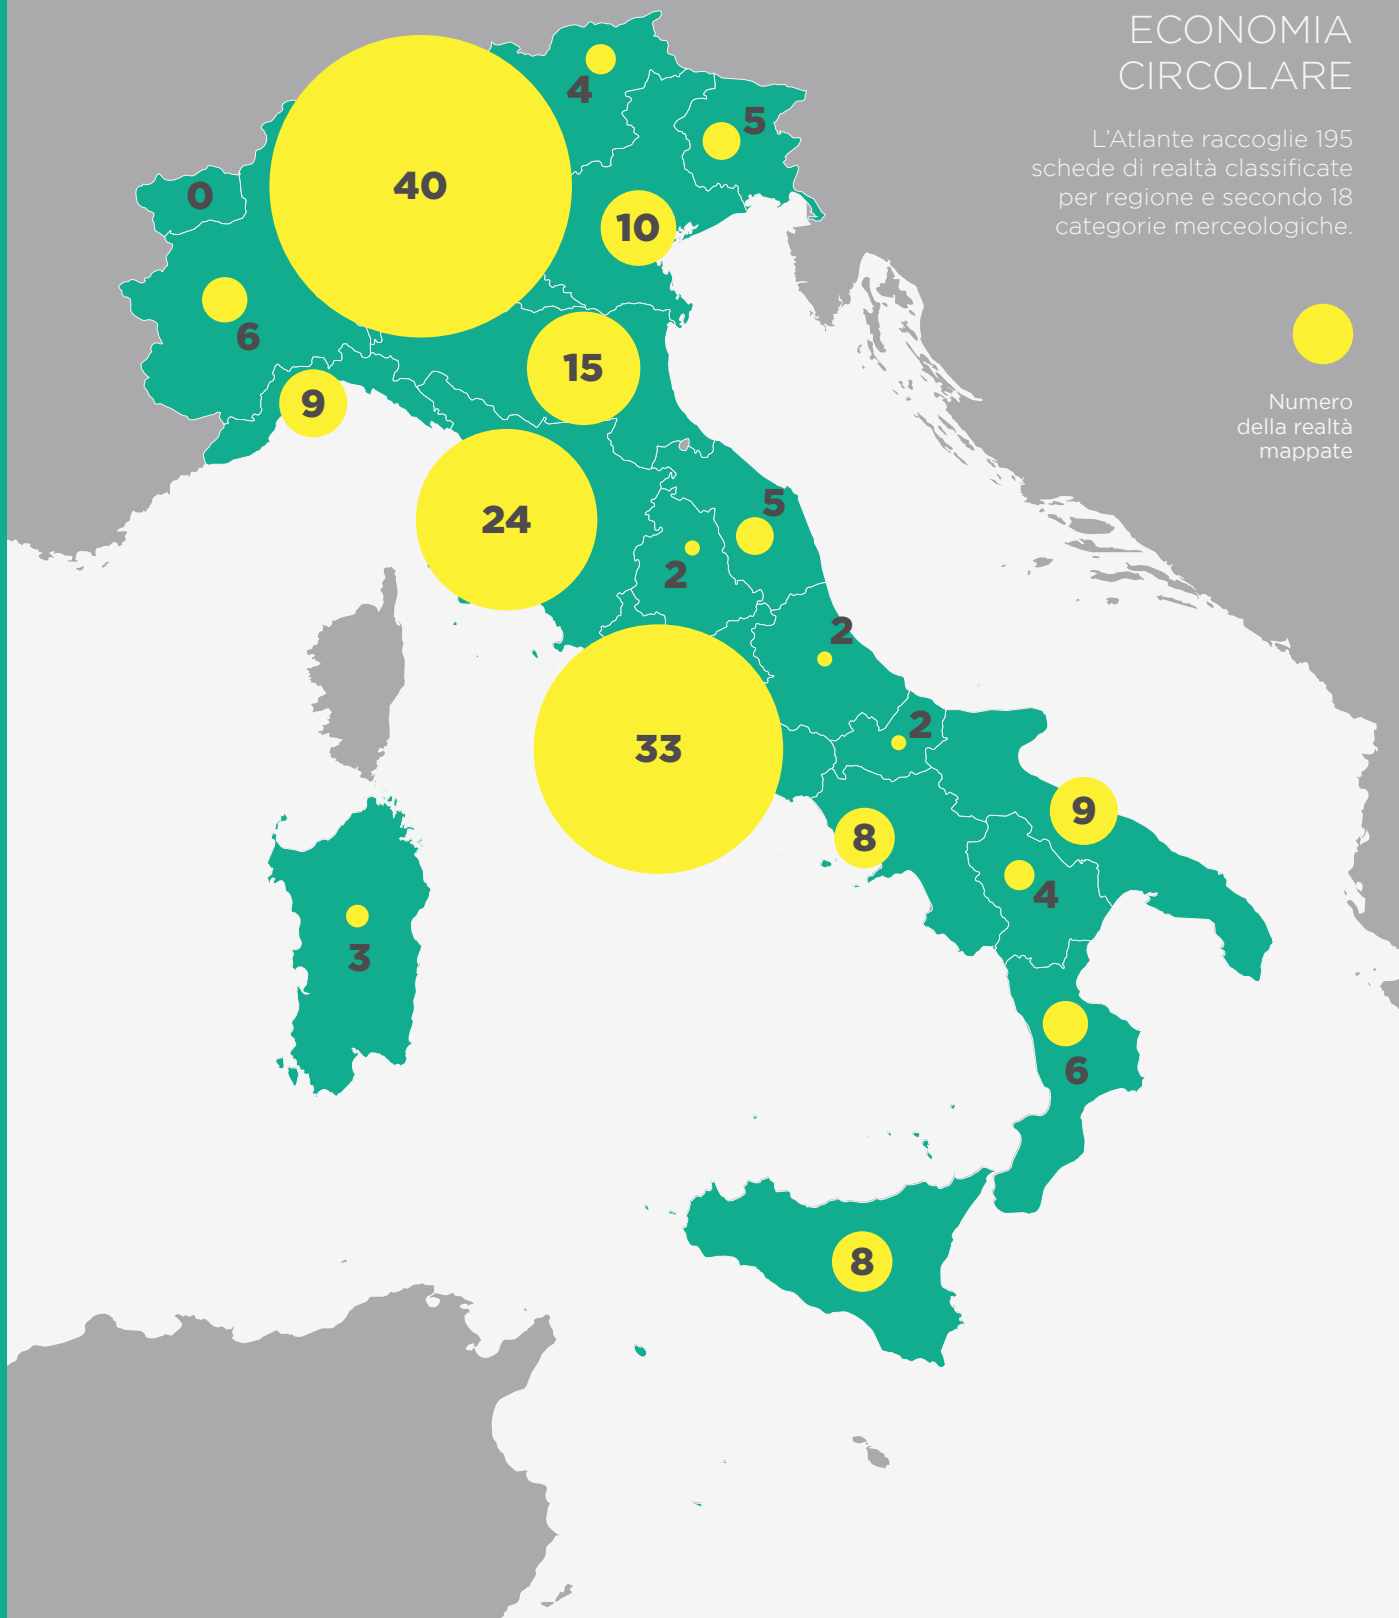 ECONOMIA
CIRCOLARE
L'Atlante raccoglie 195
schede di realtà classificate
per regione e secondo 18
categorie merceologiche.
Numero
della realtà
mappate
4
5
40
0
10
6
15
9
24
5
2
2
2
33
9
8
4
3
6
8